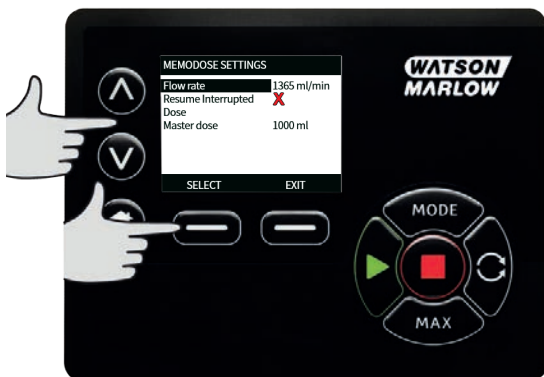 MEMODOSE SETTINGS
Flow rate 1365 ml/min
Resume Interrupted X
Dose
Master dose 1000 ml
SELECT EXIT
WATSON
MARLOW
MODE
MAX